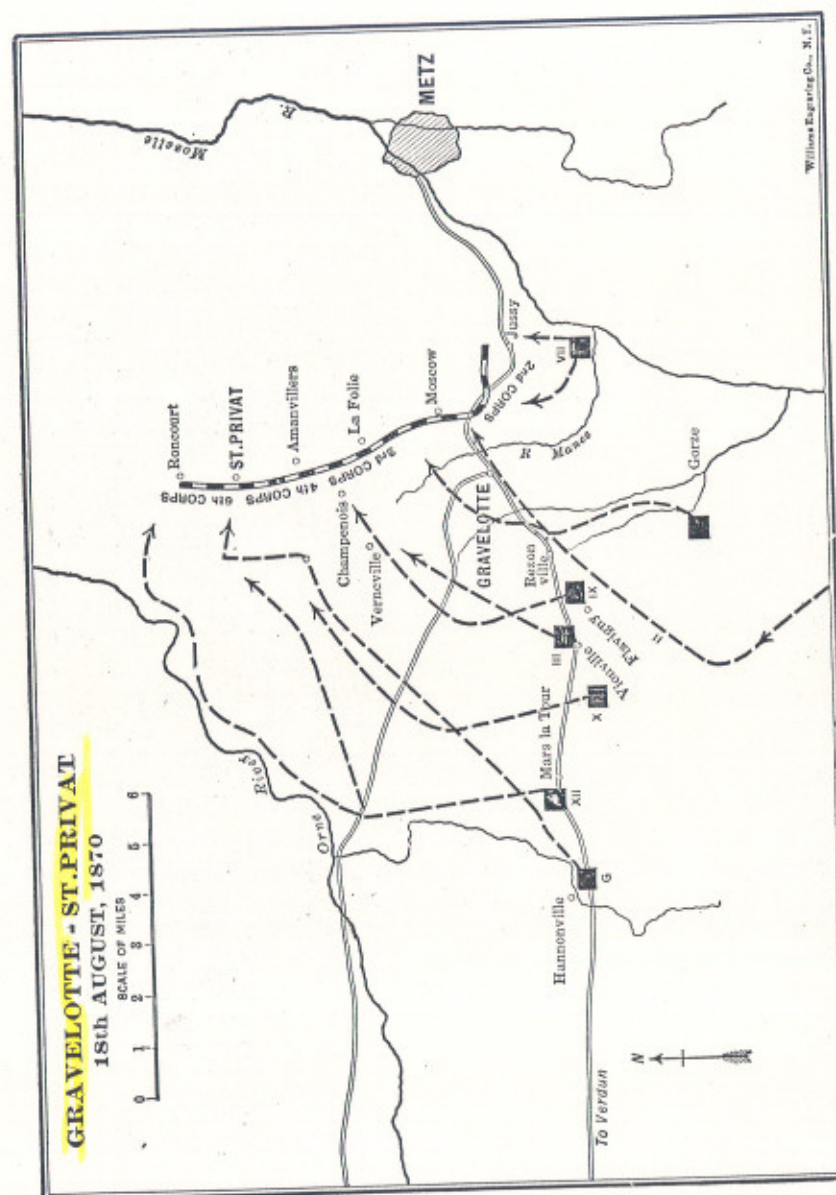 GRAVELOTTE - ST. PRIVAT
18th AUGUST, 1870
SCALE OF MILES
0 1 2 3 4 5 6
Moselle R.
METZ
Roncourt
ST. PRIVAT
Amanvillers
La Folie
Moscow
Jussy
6th CORPS
4th CORPS
3rd CORPS
2nd CORPS
Champenois
Verneville
GRAVELOTTE
R Mance
VII
Gorze
Rezon
ville
IX
Flavigny
III
Vionville
II
X
Mars la Tour
XII
Orne River
G
Hannonville
To Verdun
N
Williams Engraving Co., N.Y.